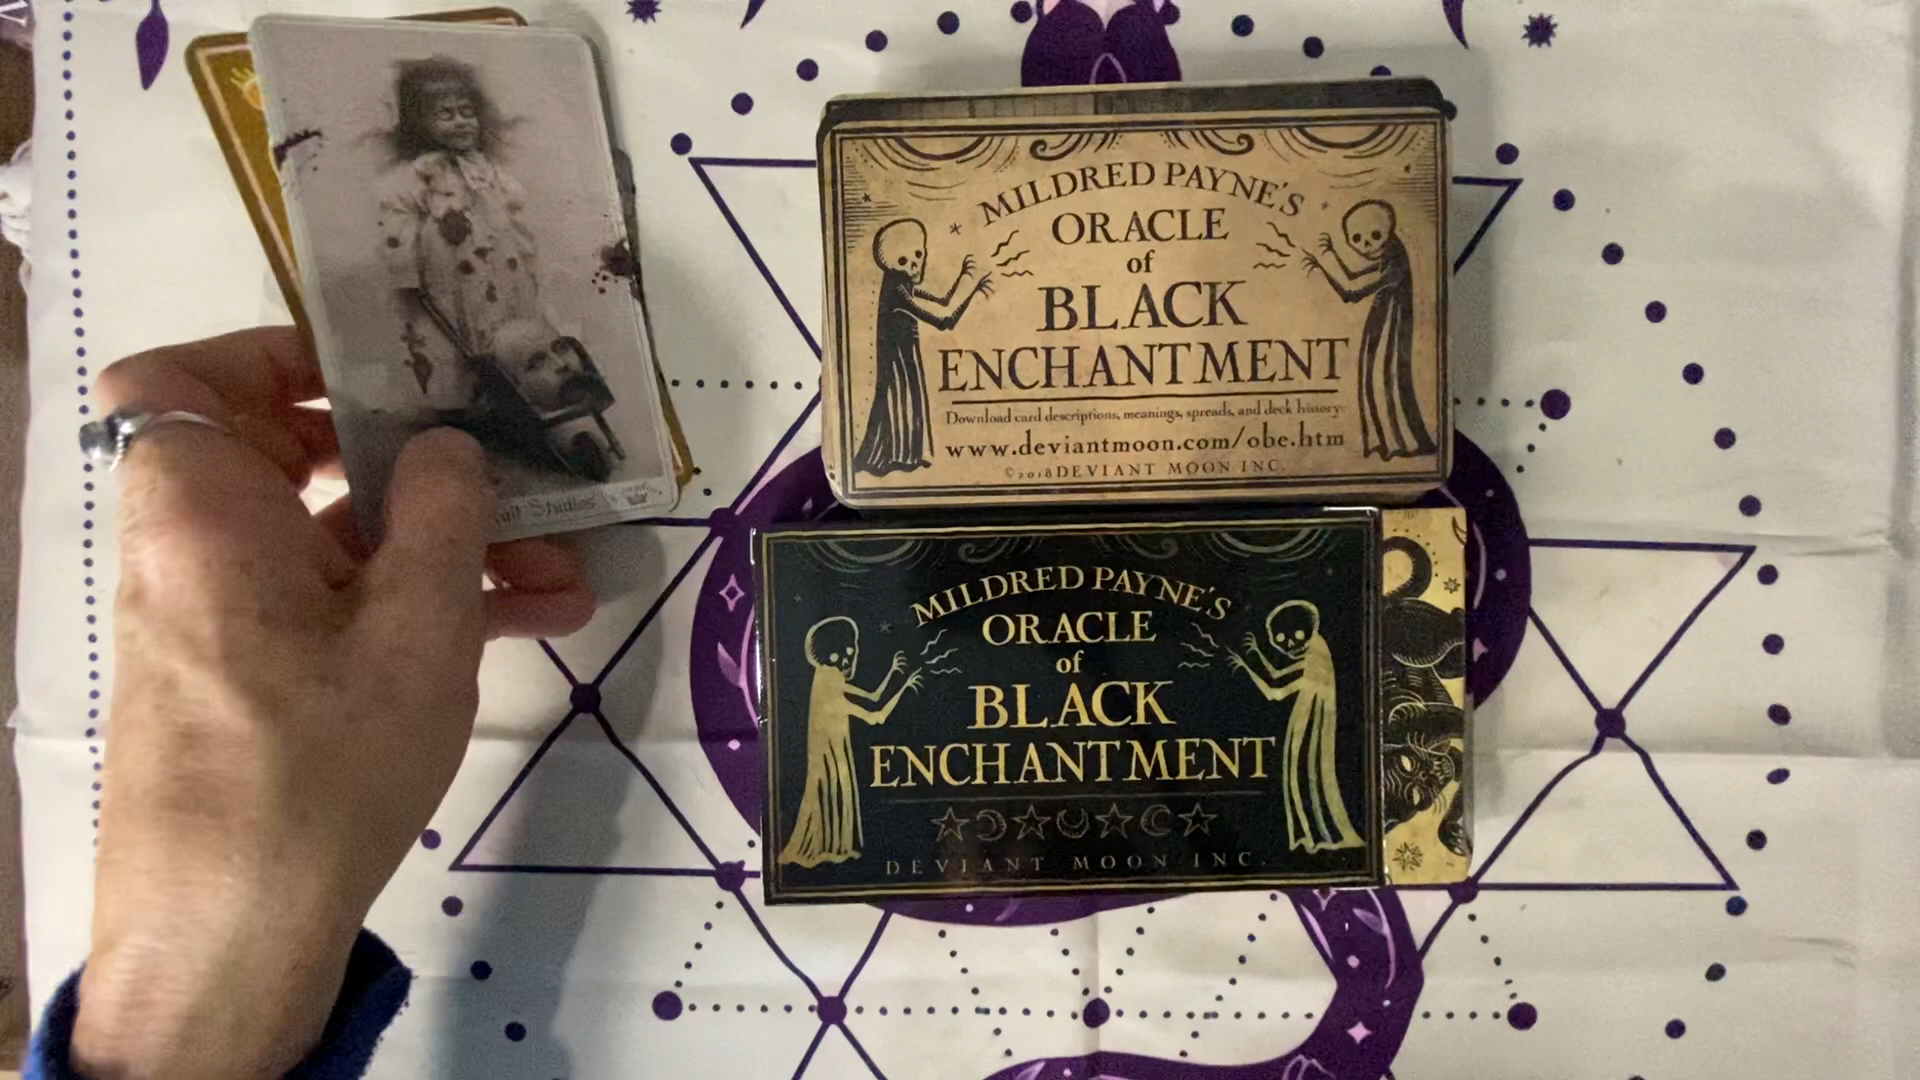 MILDRED PAYNE'S
ORACLE
of
BLACK
ENCHANTMENT
Download card descriptions, meanings, spreads, and deck history:
www.deviantmoon.com/obe.htm
©2018 DEVIANT MOON INC.
Studios
MILDRED PAYNE'S
ORACLE
of
BLACK
ENCHANTMENT
DEVIANT MOON INC.